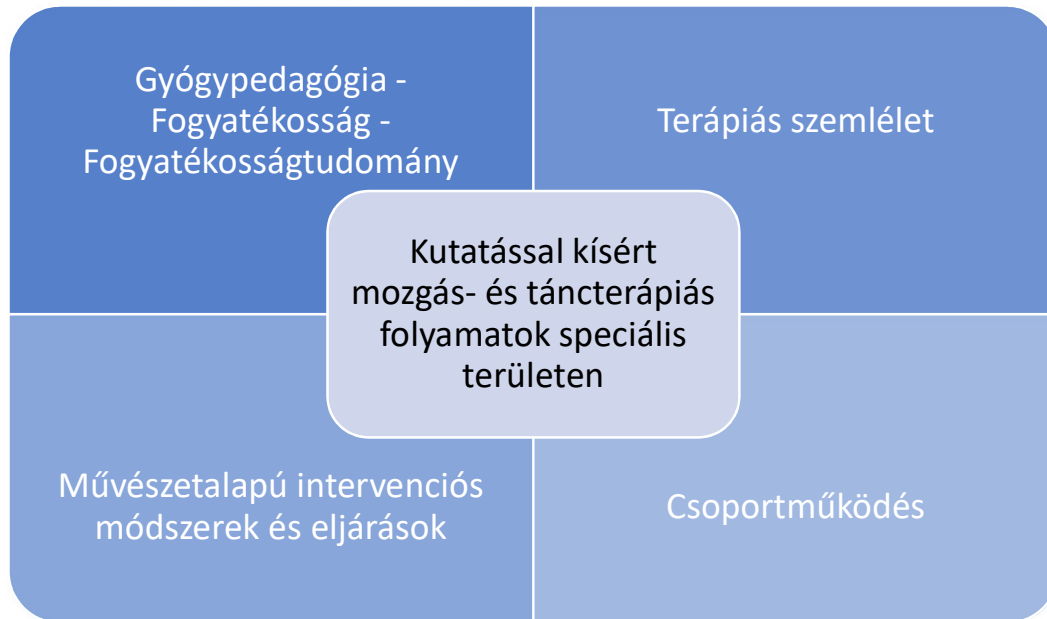 Gyógypedagógia -
Fogyatékosság -
Fogyatékosságtudomány
Terápiás szemlélet
Kutatással kísért
mozgás- és táncterápiás
folyamatok speciális
területen
Művészetalapú intervenciós
módszerek és eljárások
Csoportműködés